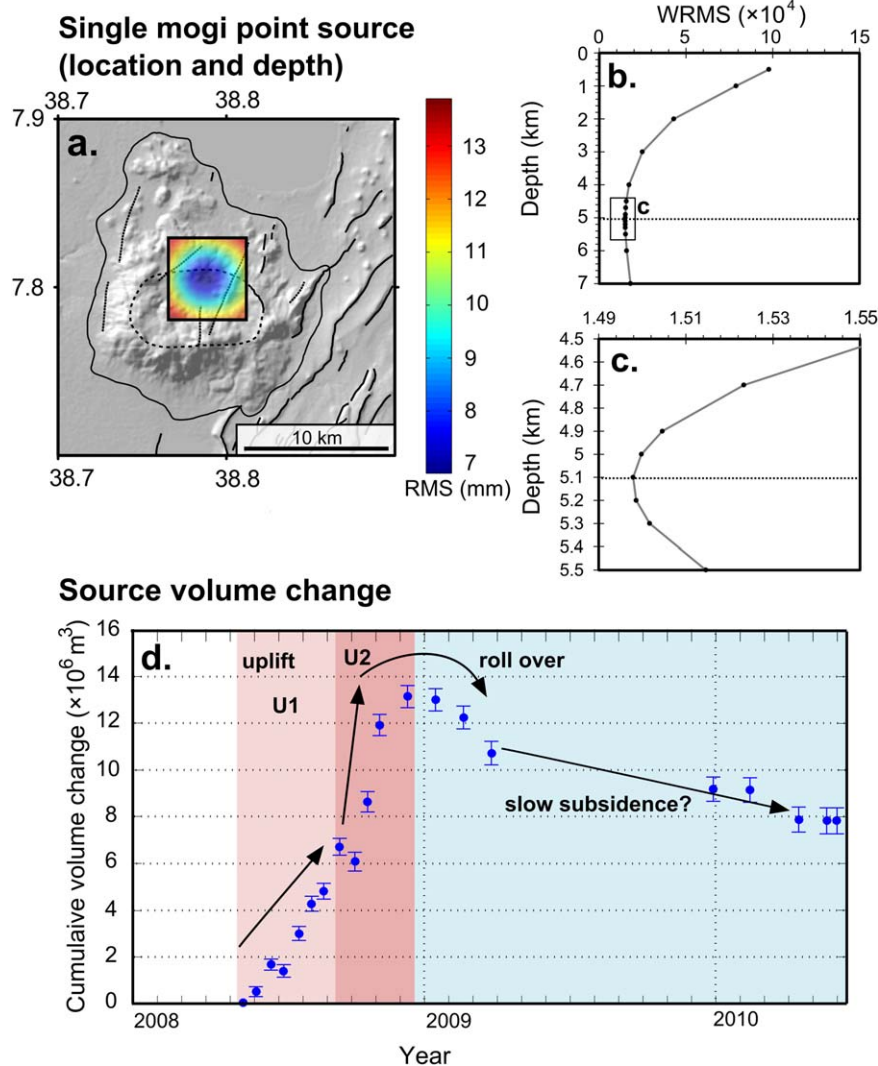 Single mogi point source
(location and depth)
38.7
38.8
7.9
7.8
a.
10 km
38.7
38.8
13
12
11
10
9
8
7
RMS (mm)
WRMS (×10⁴)
0
5
10
15
0
1
2
3
4
5
6
7
Depth (km)
b.
c
1.49
1.51
1.53
1.55
4.5
4.6
4.7
4.8
4.9
5
5.1
5.2
5.3
5.4
5.5
Depth (km)
c.
Source volume change
16
14
12
10
8
6
4
2
0
Cumulaive volume change (×10⁶ m³)
d.
uplift
U1
U2
roll over
slow subsidence?
2008
2009
2010
Year